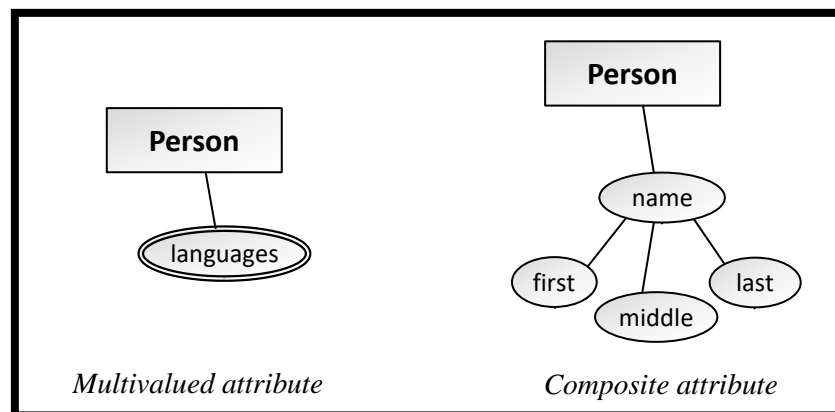 Person
languages
Multivalued attribute
Person
name
first
middle
last
Composite attribute